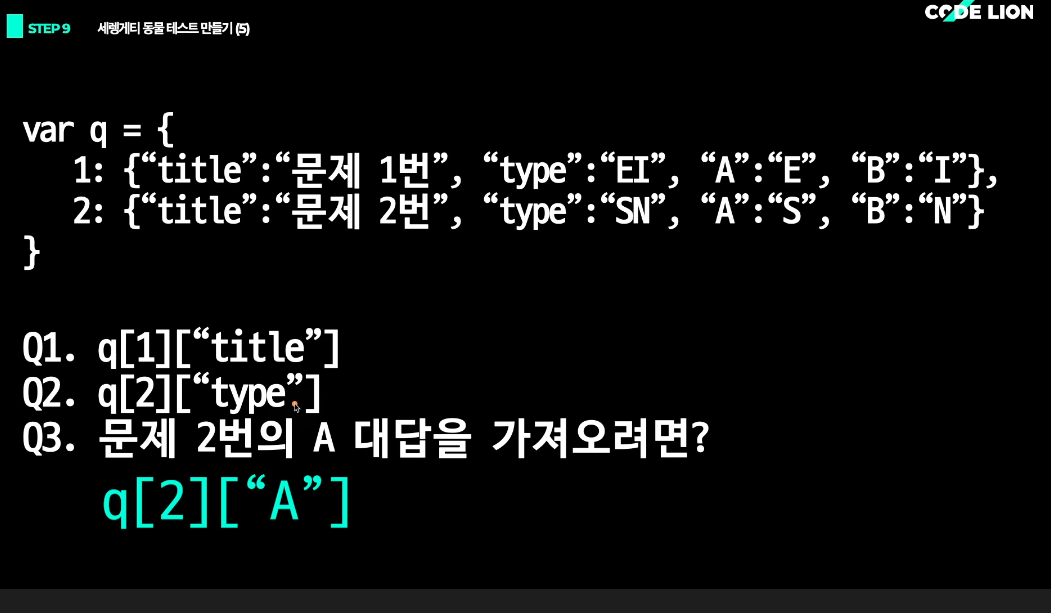 STEP 9 세렝게티 동물 테스트 만들기 (5)
CODE LION
var q = {
1: {“title”:“문제 1번”, “type”:“EI”, “A”:“E”, “B”:“I”},
2: {“title”:“문제 2번”, “type”:“SN”, “A”:“S”, “B”:“N”}
}
Q1. q[1][“title”]
Q2. q[2][“type”]
Q3. 문제 2번의 A 대답을 가져오려면?
q[2][“A”]